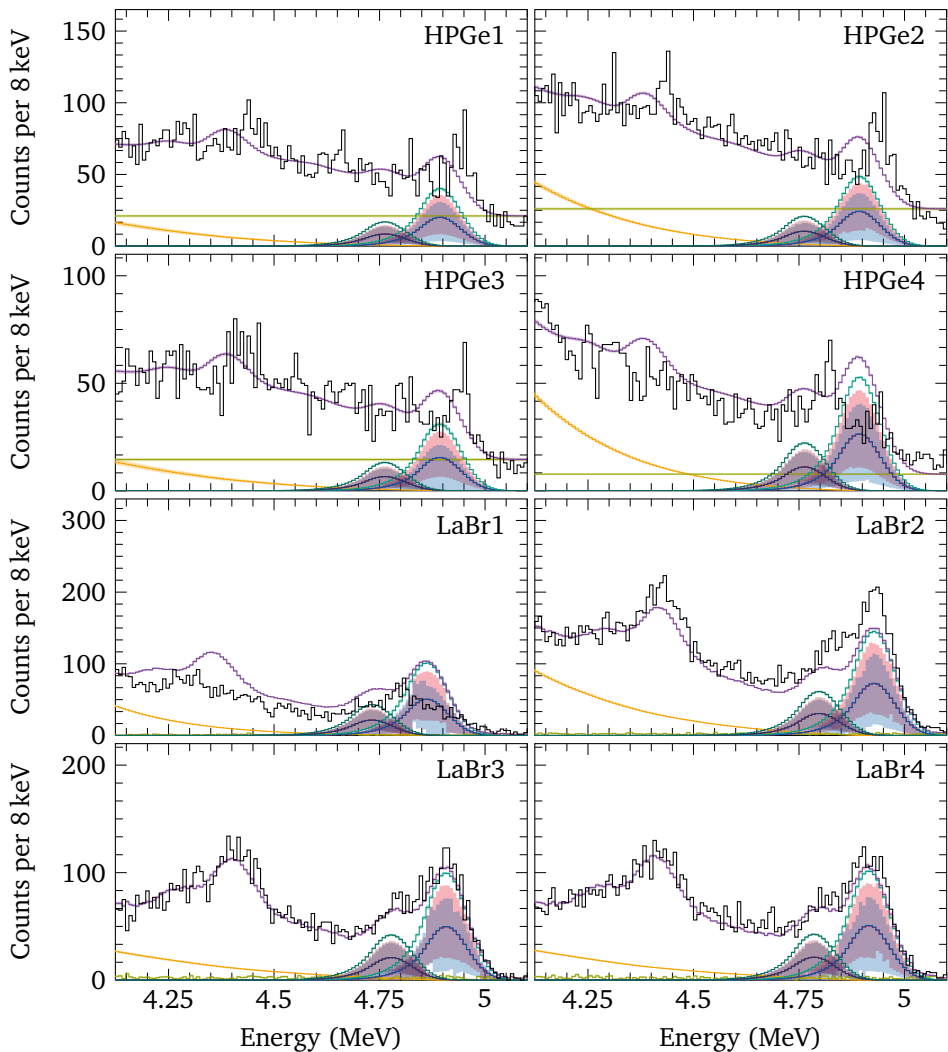 HPGe1
HPGe2
Counts per 8 keV
150
100
50
0
HPGe3
HPGe4
Counts per 8 keV
100
50
0
LaBr1
LaBr2
Counts per 8 keV
300
200
100
0
LaBr3
LaBr4
Counts per 8 keV
200
100
0
4.25 4.5 4.75 5 4.25 4.5 4.75 5
Energy (MeV) Energy (MeV)